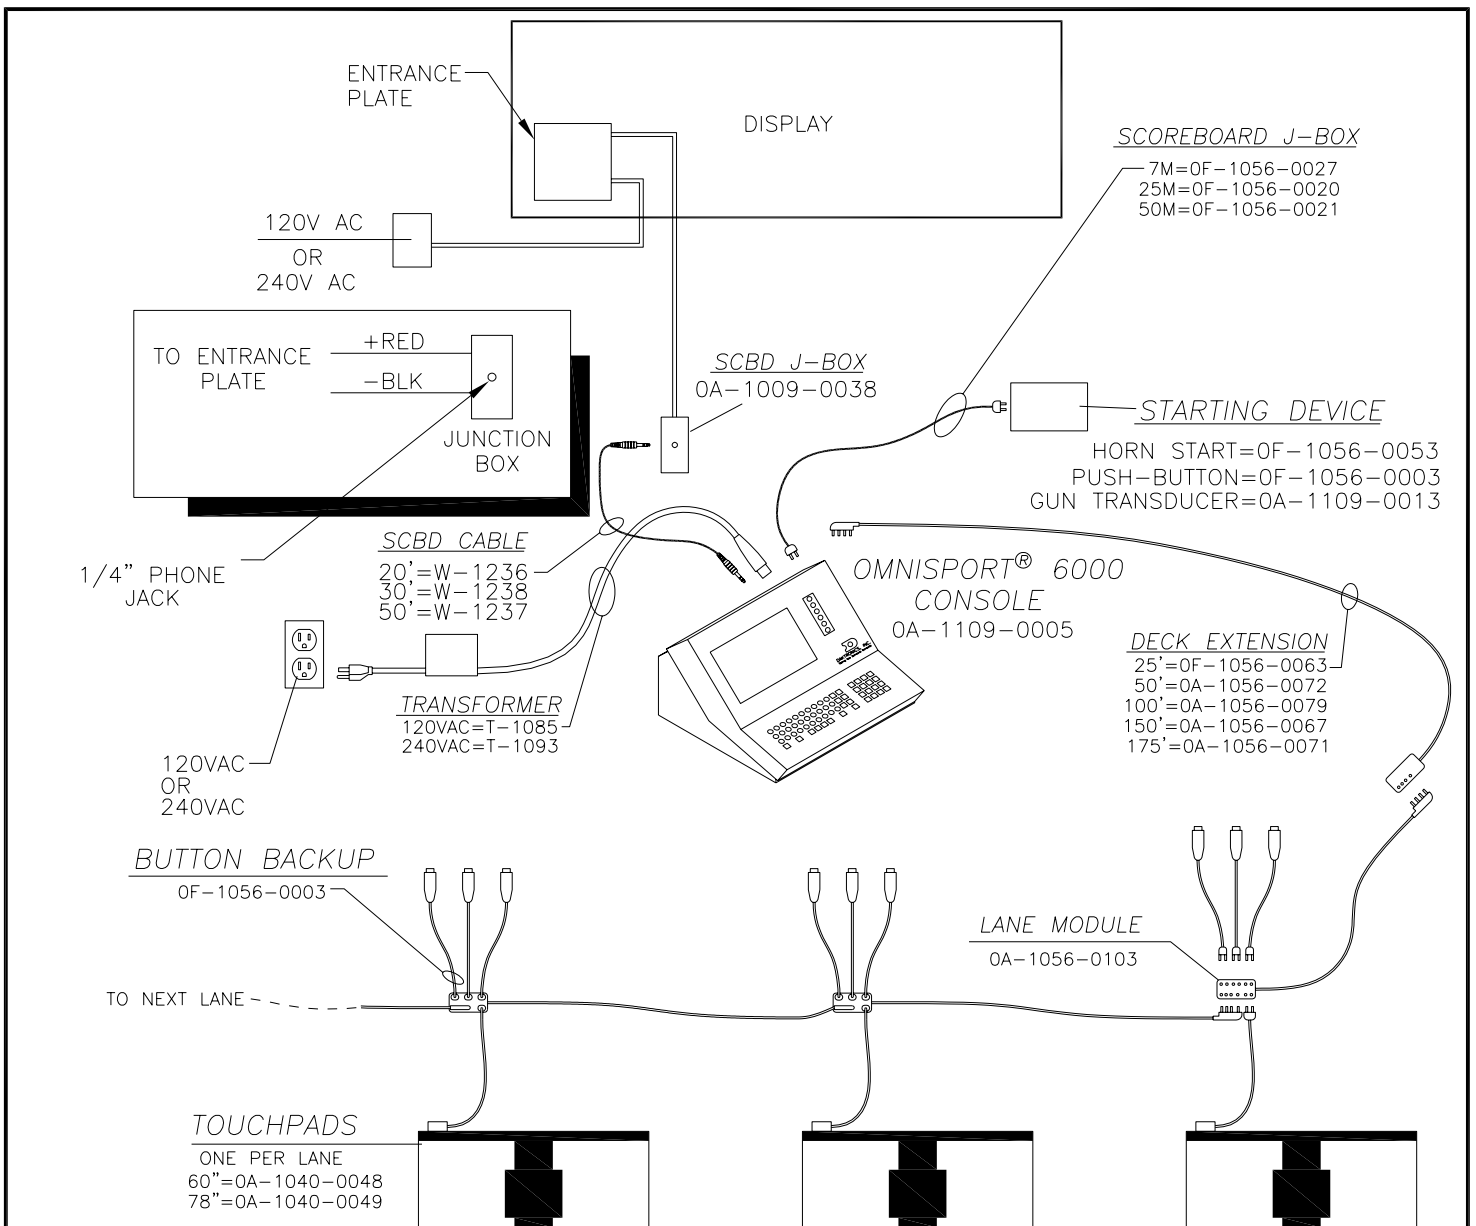 ENTRANCE
PLATE
DISPLAY
SCOREBOARD J-BOX
7M=0F-1056-0027
25M=0F-1056-0020
50M=0F-1056-0021
120V AC
OR
240V AC
TO ENTRANCE
PLATE
+RED
-BLK
JUNCTION
BOX
1/4" PHONE
JACK
SCBD J-BOX
0A-1009-0038
STARTING DEVICE
HORN START=0F-1056-0053
PUSH-BUTTON=0F-1056-0003
GUN TRANSDUCER=0A-1109-0013
SCBD CABLE
20'=W-1236
30'=W-1238
50'=W-1237
OMNISPORT® 6000
CONSOLE
0A-1109-0005
DECK EXTENSION
25'=0F-1056-0063
50'=0A-1056-0072
100'=0A-1056-0079
150'=0A-1056-0067
175'=0A-1056-0071
TRANSFORMER
120VAC=T-1085
240VAC=T-1093
120VAC
OR
240VAC
BUTTON BACKUP
0F-1056-0003
LANE MODULE
0A-1056-0103
TO NEXT LANE
TOUCHPADS
ONE PER LANE
60"=0A-1040-0048
78"=0A-1040-0049